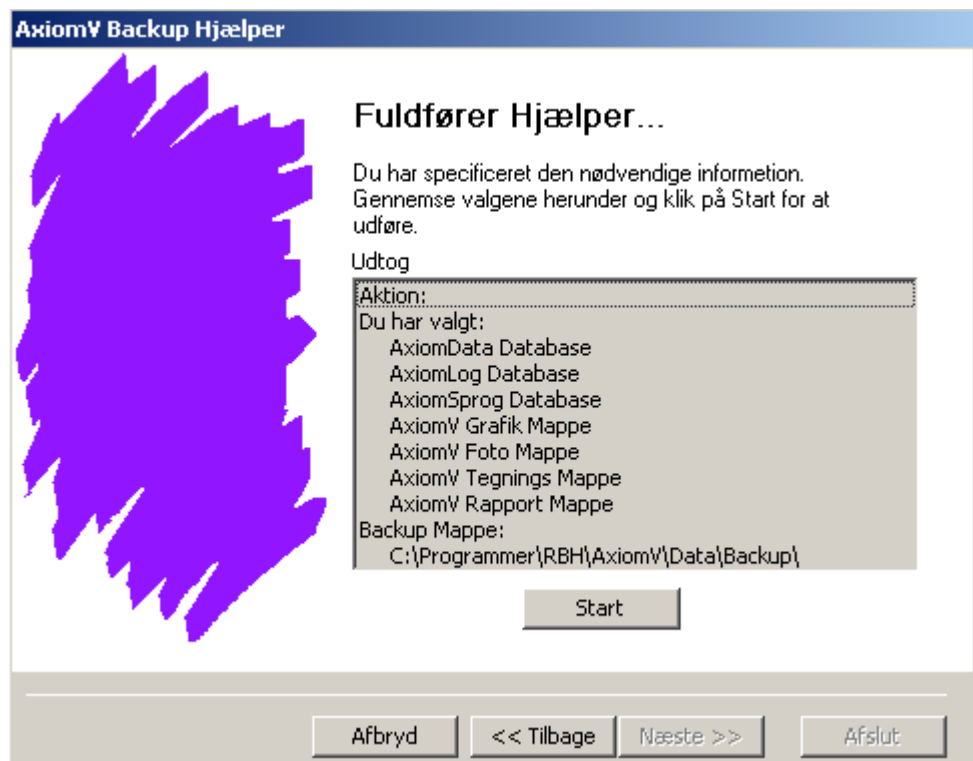 AxiomV Backup Hjælper
Fuldfører Hjælper...
Du har specificeret den nødvendige informetion.
Gennemse valgene herunder og klik på Start for at
udføre.
Udtog
Aktion:
Du har valgt:
AxiomData Database
AxiomLog Database
AxiomSprog Database
AxiomV Grafik Mappe
AxiomV Foto Mappe
AxiomV Tegnings Mappe
AxiomV Rapport Mappe
Backup Mappe:
C:\Programmer\RBH\AxiomV\Data\Backup\
Start
Afbryd
<< Tilbage
Næste >>
Afslut